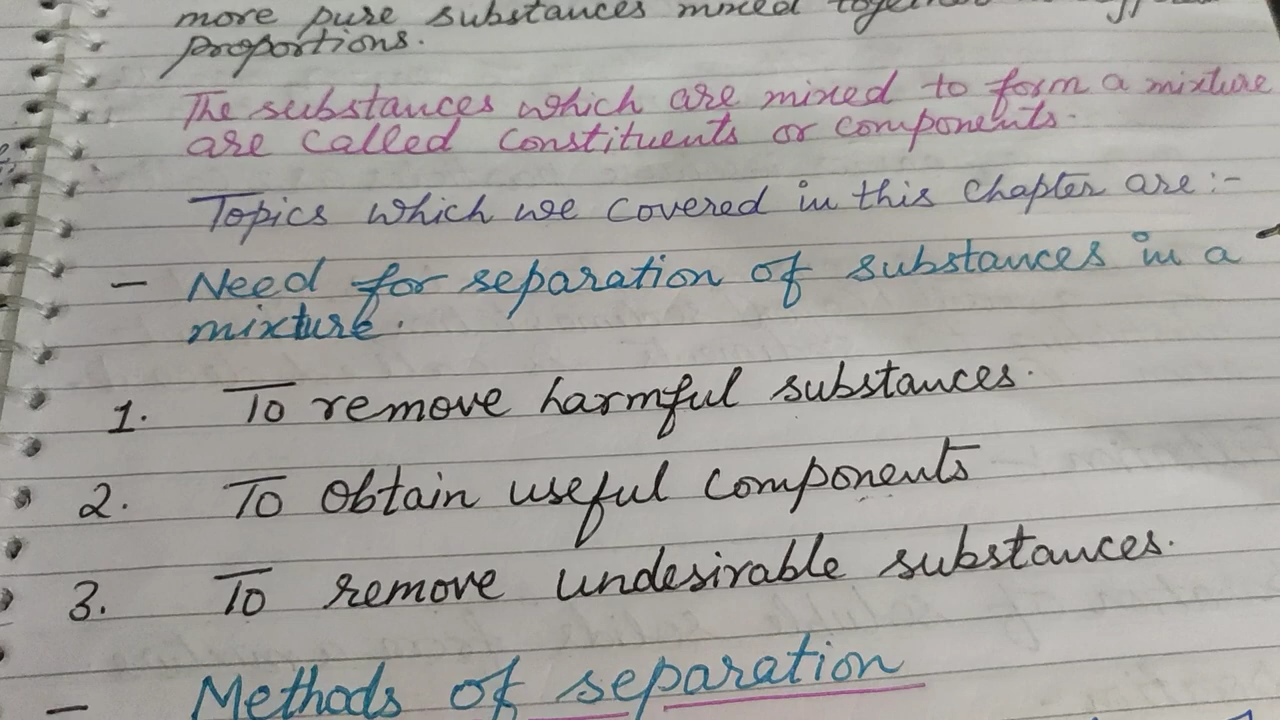 more pure substances mixed
proportions.
The substances which are mixed to form a mixture
are called constituents or components.
Topics which we covered in this chapter are :-
- Need for separation of substances in a
mixture.
1. To remove harmful substances.
2. To obtain useful components
3. To remove undesirable substances.
- Methods of separation